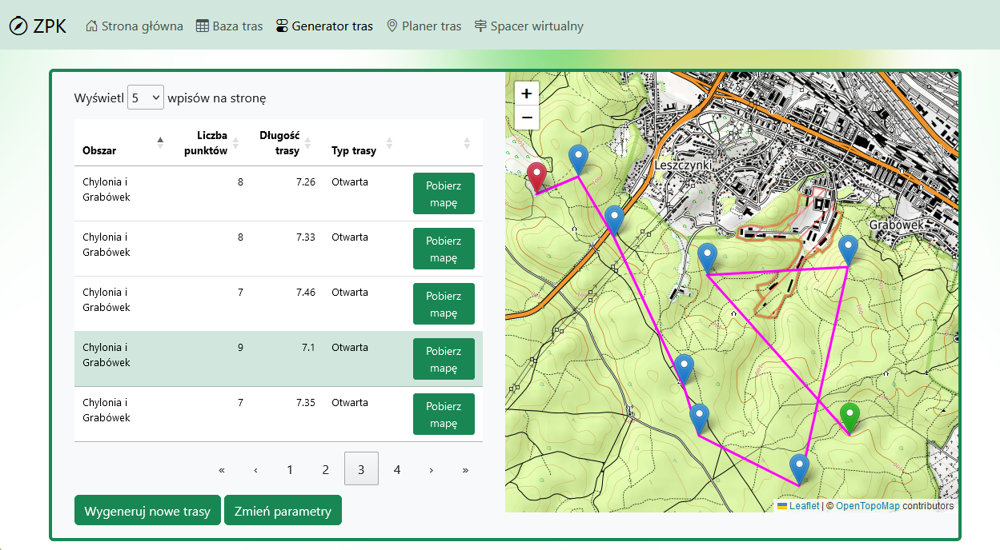 ZPK Strona główna Baza tras Generator tras Planer tras Spacer wirtualny
Wyświetl 5 wpisów na stronę
Obszar Liczba punktów Długość trasy Typ trasy
Chylonia i Grabówek 8 7.26 Otwarta Pobierz mapę
Chylonia i Grabówek 8 7.33 Otwarta Pobierz mapę
Chylonia i Grabówek 7 7.46 Otwarta Pobierz mapę
Chylonia i Grabówek 9 7.1 Otwarta Pobierz mapę
Chylonia i Grabówek 7 7.35 Otwarta Pobierz mapę
« ‹ 1 2 3 4 › »
Wygeneruj nowe trasy Zmień parametry
+
−
Leszczynki
Grabówek
Leaflet | © OpenTopoMap contributors